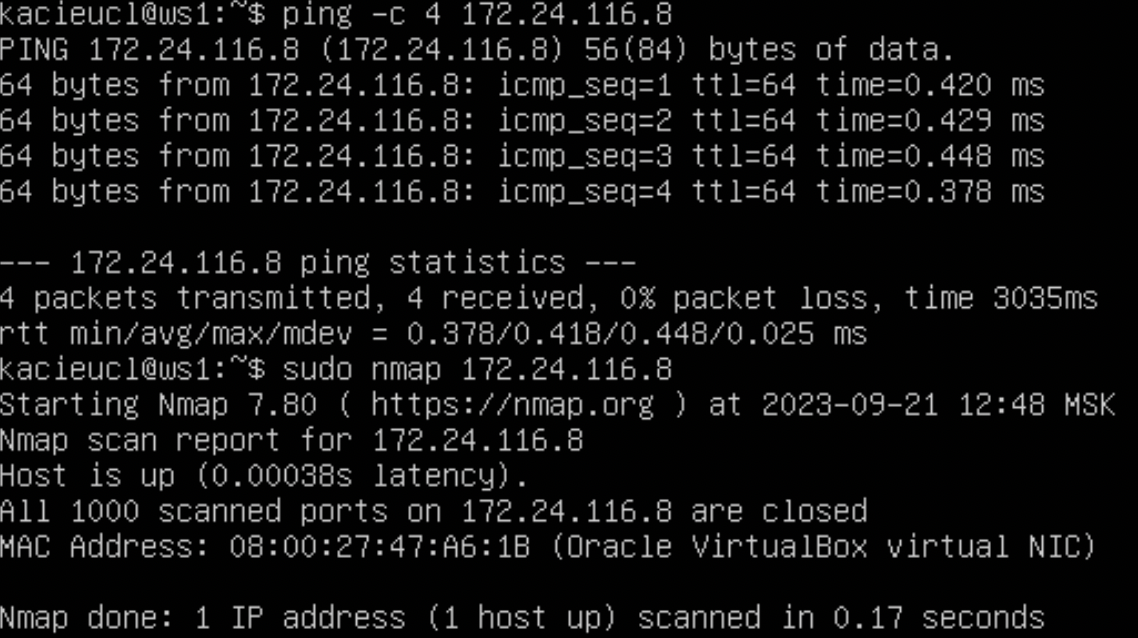 kacieucl@ws1:~$ ping -c 4 172.24.116.8
PING 172.24.116.8 (172.24.116.8) 56(84) bytes of data.
64 bytes from 172.24.116.8: icmp_seq=1 ttl=64 time=0.420 ms
64 bytes from 172.24.116.8: icmp_seq=2 ttl=64 time=0.429 ms
64 bytes from 172.24.116.8: icmp_seq=3 ttl=64 time=0.448 ms
64 bytes from 172.24.116.8: icmp_seq=4 ttl=64 time=0.378 ms
--- 172.24.116.8 ping statistics ---
4 packets transmitted, 4 received, 0% packet loss, time 3035ms
rtt min/avg/max/mdev = 0.378/0.418/0.448/0.025 ms
kacieucl@ws1:~$ sudo nmap 172.24.116.8
Starting Nmap 7.80 ( https://nmap.org ) at 2023-09-21 12:48 MSK
Nmap scan report for 172.24.116.8
Host is up (0.00038s latency).
All 1000 scanned ports on 172.24.116.8 are closed
MAC Address: 08:00:27:47:A6:1B (Oracle VirtualBox virtual NIC)
Nmap done: 1 IP address (1 host up) scanned in 0.17 seconds